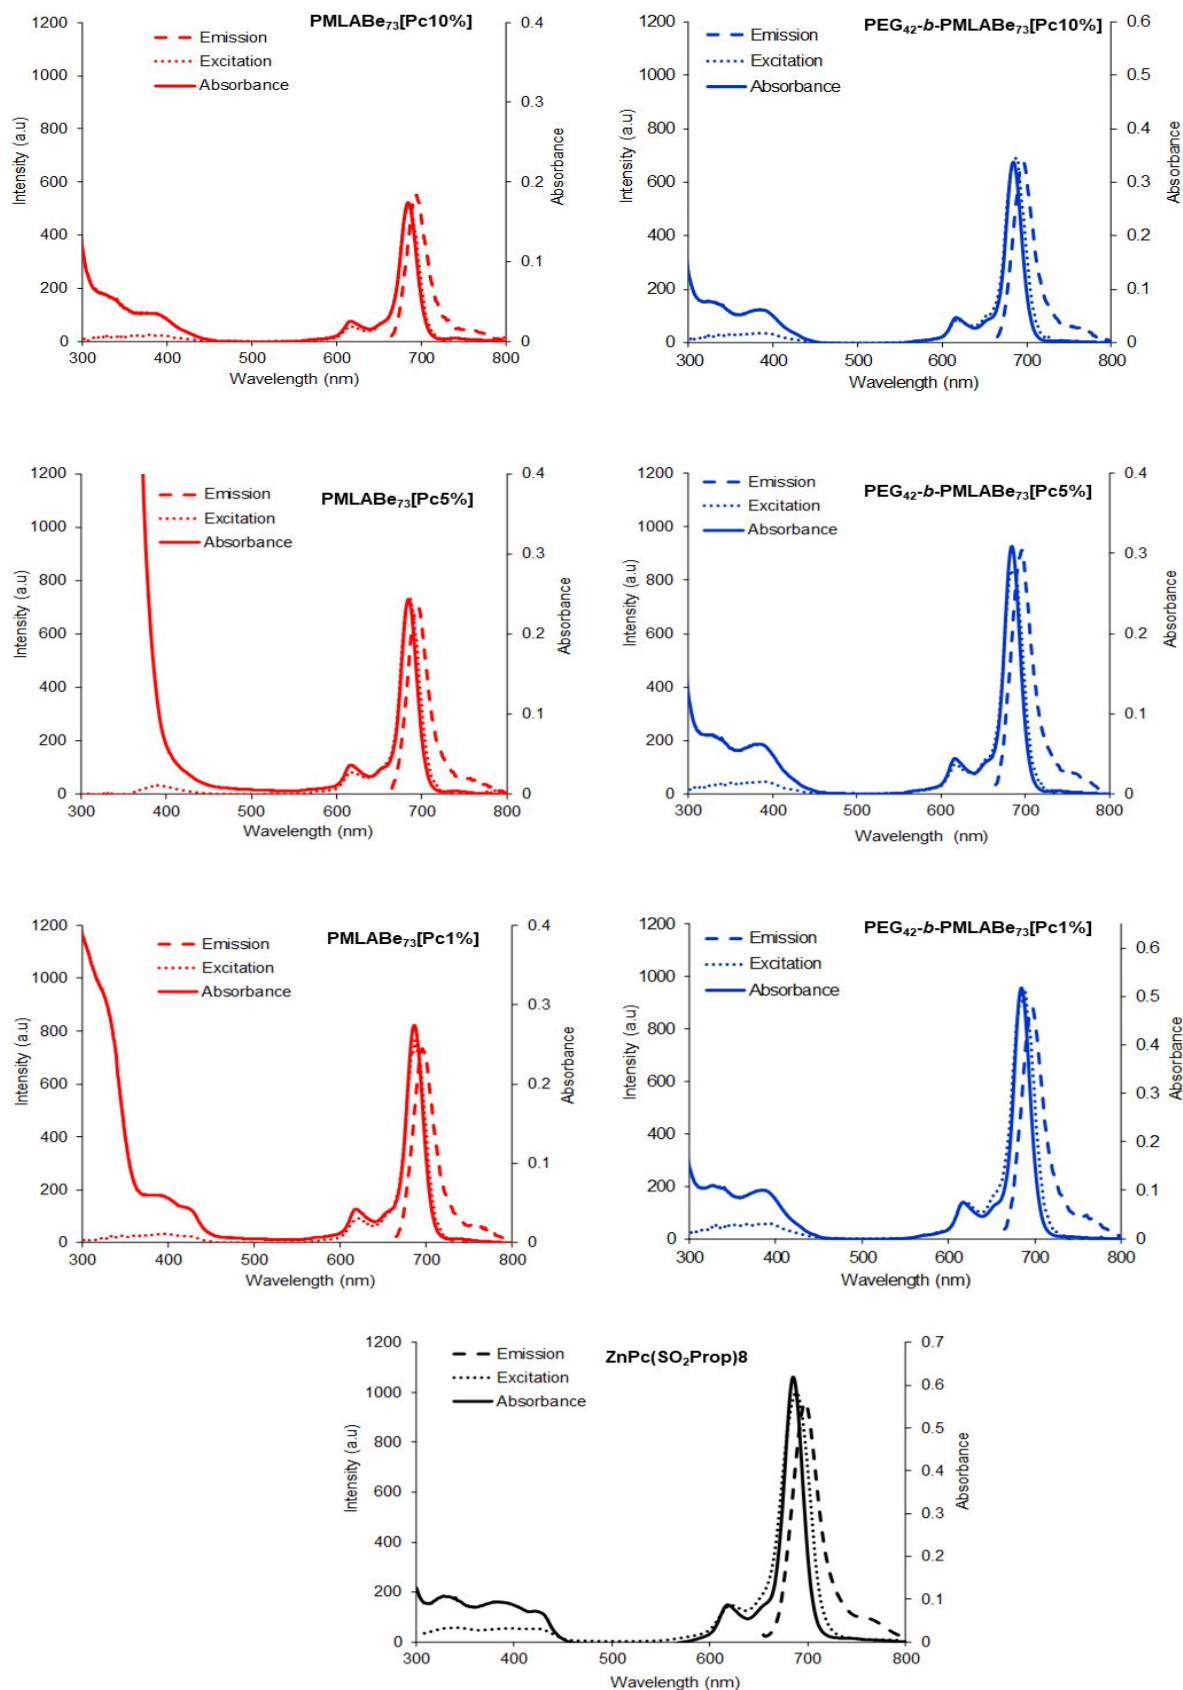 PMLABe73[Pc10%]
Emission
Excitation
Absorbance
1200
1000
800
600
400
200
0
0.4
0.3
0.2
0.1
0
300 400 500 600 700 800
Intensity (a.u)
Absorbance
Wavelength (nm)
PEG42-b-PMLABe73[Pc10%]
Emission
Excitation
Absorbance
1200
1000
800
600
400
200
0
0.6
0.5
0.4
0.3
0.2
0.1
0
300 400 500 600 700 800
Intensity (a.u)
Absorbance
Wavelength (nm)
PMLABe73[Pc5%]
Emission
Excitation
Absorbance
1200
1000
800
600
400
200
0
0.4
0.3
0.2
0.1
0
300 400 500 600 700 800
Intensity (a.u)
Absorbance
Wavelength (nm)
PEG42-b-PMLABe73[Pc5%]
Emission
Excitation
Absorbance
1200
1000
800
600
400
200
0
0.4
0.3
0.2
0.1
0
300 400 500 600 700 800
Intensity (a.u)
Absorbance
Wavelength (nm)
PMLABe73[Pc1%]
Emission
Excitation
Absorbance
1200
1000
800
600
400
200
0
0.4
0.3
0.2
0.1
0
300 400 500 600 700 800
Intensity (a.u)
Absorbance
Wavelength (nm)
PEG42-b-PMLABe73[Pc1%]
Emission
Excitation
Absorbance
1200
1000
800
600
400
200
0
0.6
0.5
0.4
0.3
0.2
0.1
0
300 400 500 600 700 800
Intensity (a.u)
Absorbance
Wavelength (nm)
ZnPc(SO2Prop)8
Emission
Excitation
Absorbance
1200
1000
800
600
400
200
0
0.7
0.6
0.5
0.4
0.3
0.2
0.1
0
300 400 500 600 700 800
Intensity (a.u)
Absorbance
Wavelength (nm)